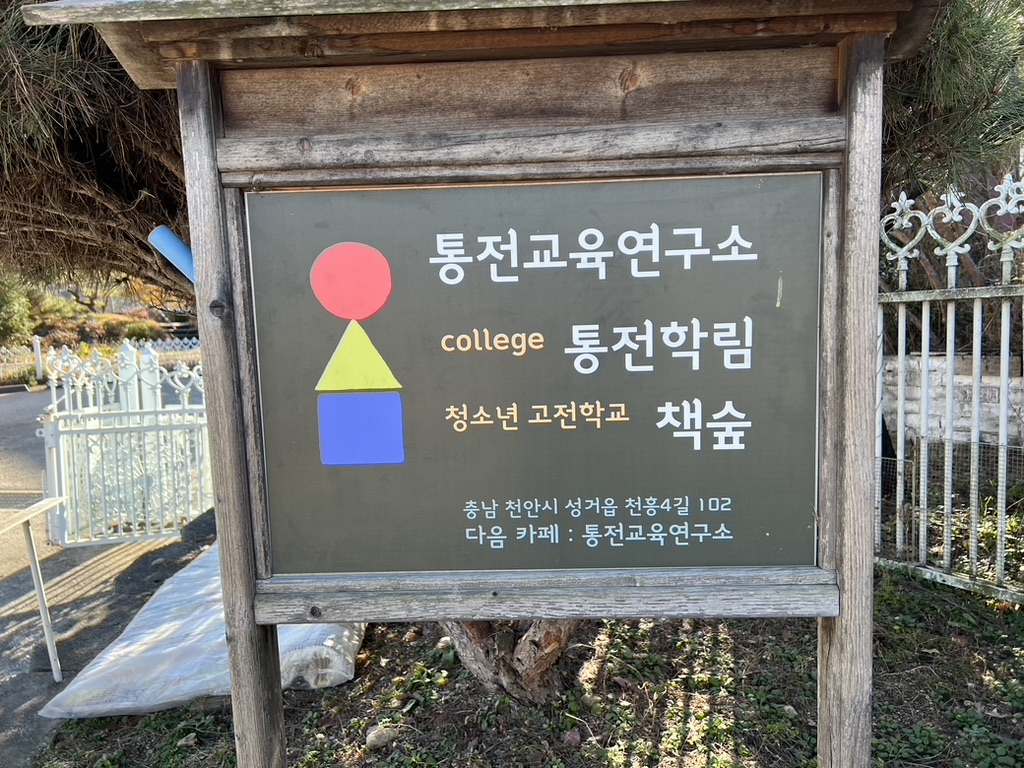 통전교육연구소
college 통전학림
청소년 고전학교 책숲
충남 천안시 성거읍 천흥4길 102
다음 카페 : 통전교육연구소